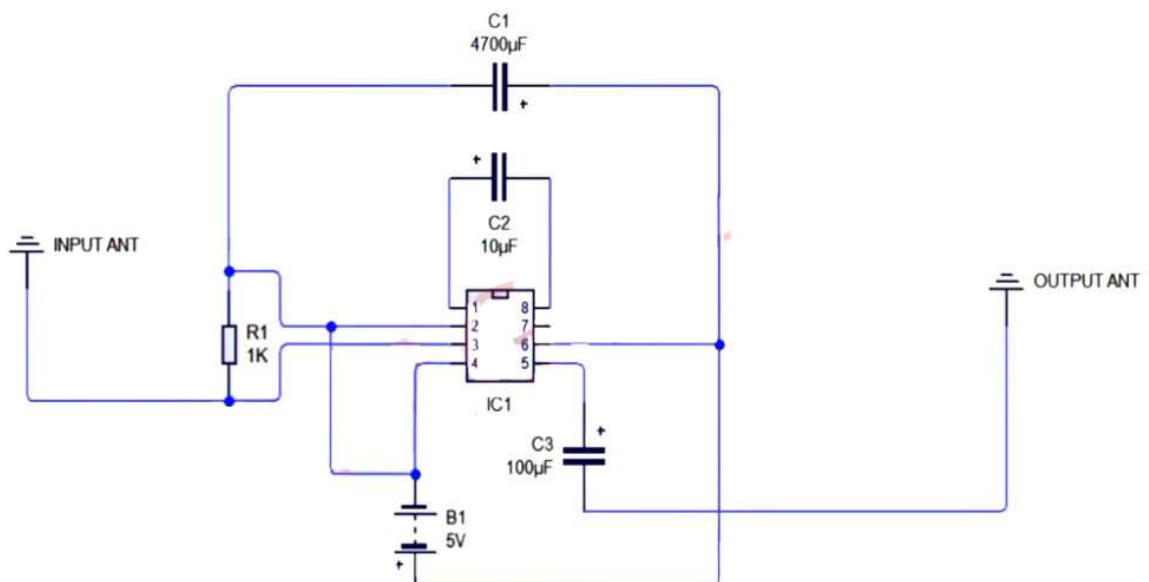 C1
4700µF
+
+
C2
10µF
INPUT ANT
OUTPUT ANT
R1
1K
1 8
2 7
3 6
4 5
IC1
+
C3
100µF
B1
5V
+